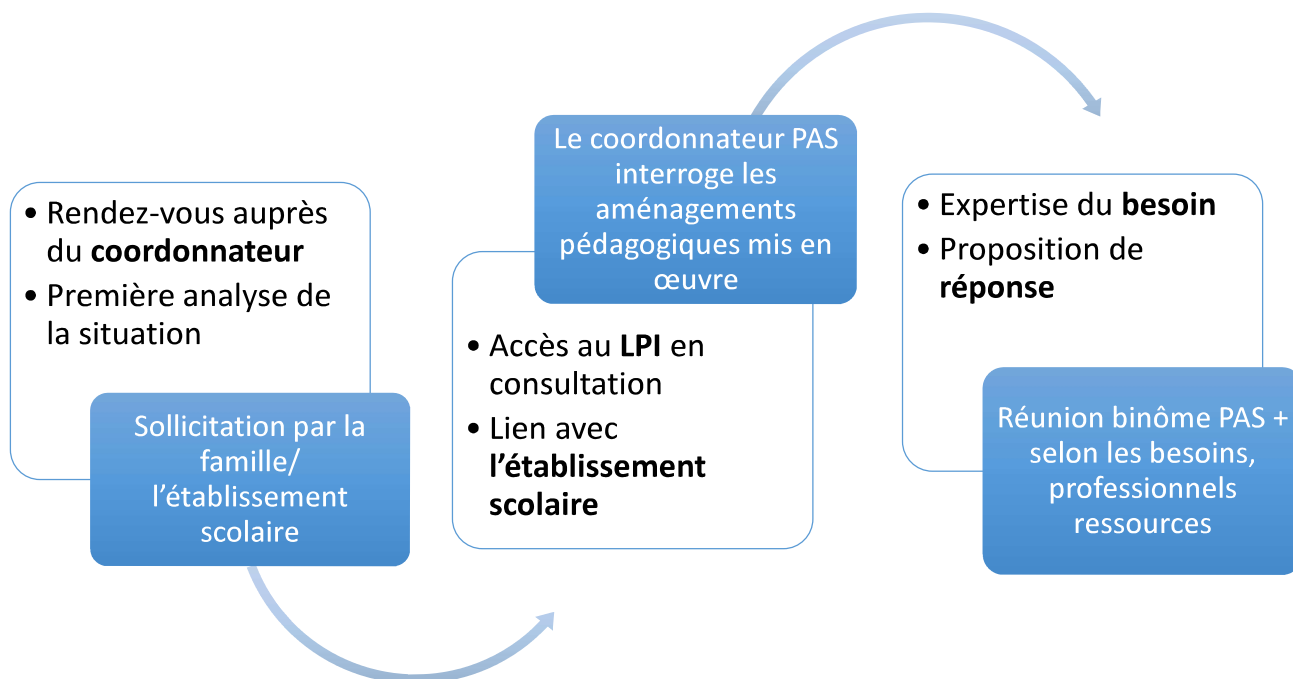 • Rendez-vous auprès
du coordonnateur
• Première analyse de
la situation
Sollicitation par la
famille/
l’établissement
scolaire
Le coordonnateur PAS
interroge les
aménagements
pédagogiques mis en
œuvre
• Accès au LPI en
consultation
• Lien avec
l’établissement
scolaire
• Expertise du besoin
• Proposition de
réponse
Réunion binôme PAS +
selon les besoins,
professionnels
ressources